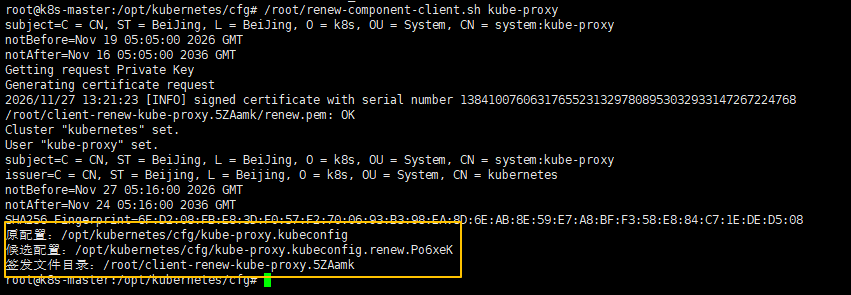 root@k8s-master:/opt/kubernetes/cfg# /root/renew-component-client.sh kube-proxy
subject=C = CN, ST = BeiJing, L = BeiJing, O = k8s, OU = System, CN = system:kube-proxy
notBefore=Nov 19 05:05:00 2026 GMT
notAfter=Nov 16 05:05:00 2036 GMT
Getting request Private Key
Generating certificate request
2026/11/27 13:21:23 [INFO] signed certificate with serial number 138410076063176552313297808953032933147267224768
/root/client-renew-kube-proxy.5ZAamk/renew.pem: OK
Cluster "kubernetes" set.
User "kube-proxy" set.
subject=C = CN, ST = BeiJing, L = BeiJing, O = k8s, OU = System, CN = system:kube-proxy
issuer=C = CN, ST = Beijing, L = Beijing, O = k8s, OU = System, CN = kubernetes
notBefore=Nov 27 05:16:00 2026 GMT
notAfter=Nov 24 05:16:00 2036 GMT
SHA256 Fingerprint=6F:D2:08:FB:E8:3D:F0:57:F2:70:06:93:B3:98:EA:8D:6E:AB:8E:59:E7:A8:BF:F3:58:E8:84:C7:1E:DE:D5:08
原配置：/opt/kubernetes/cfg/kube-proxy.kubeconfig
候选配置：/opt/kubernetes/cfg/kube-proxy.kubeconfig.renew.Po6xeK
签发文件目录：/root/client-renew-kube-proxy.5ZAamk
root@k8s-master:/opt/kubernetes/cfg#